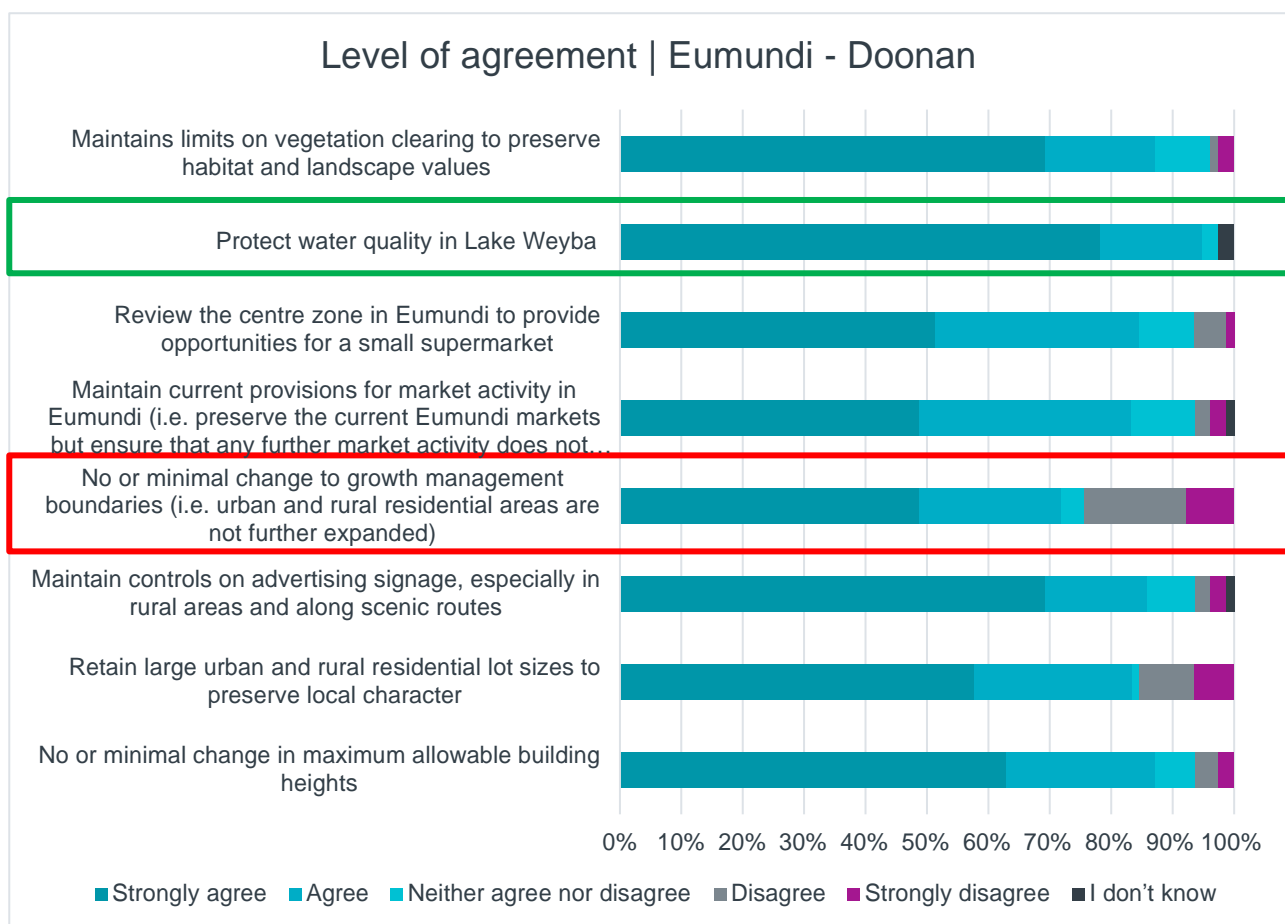 Level of agreement | Eumundi - Doonan
Maintains limits on vegetation clearing to preserve
habitat and landscape values
Protect water quality in Lake Weyba
Review the centre zone in Eumundi to provide
opportunities for a small supermarket
Maintain current provisions for market activity in
Eumundi (i.e. preserve the current Eumundi markets
but ensure that any further market activity does not…
No or minimal change to growth management
boundaries (i.e. urban and rural residential areas are
not further expanded)
Maintain controls on advertising signage, especially in
rural areas and along scenic routes
Retain large urban and rural residential lot sizes to
preserve local character
No or minimal change in maximum allowable building
heights
0% 10% 20% 30% 40% 50% 60% 70% 80% 90% 100%
Strongly agree Agree Neither agree nor disagree Disagree Strongly disagree I don’t know